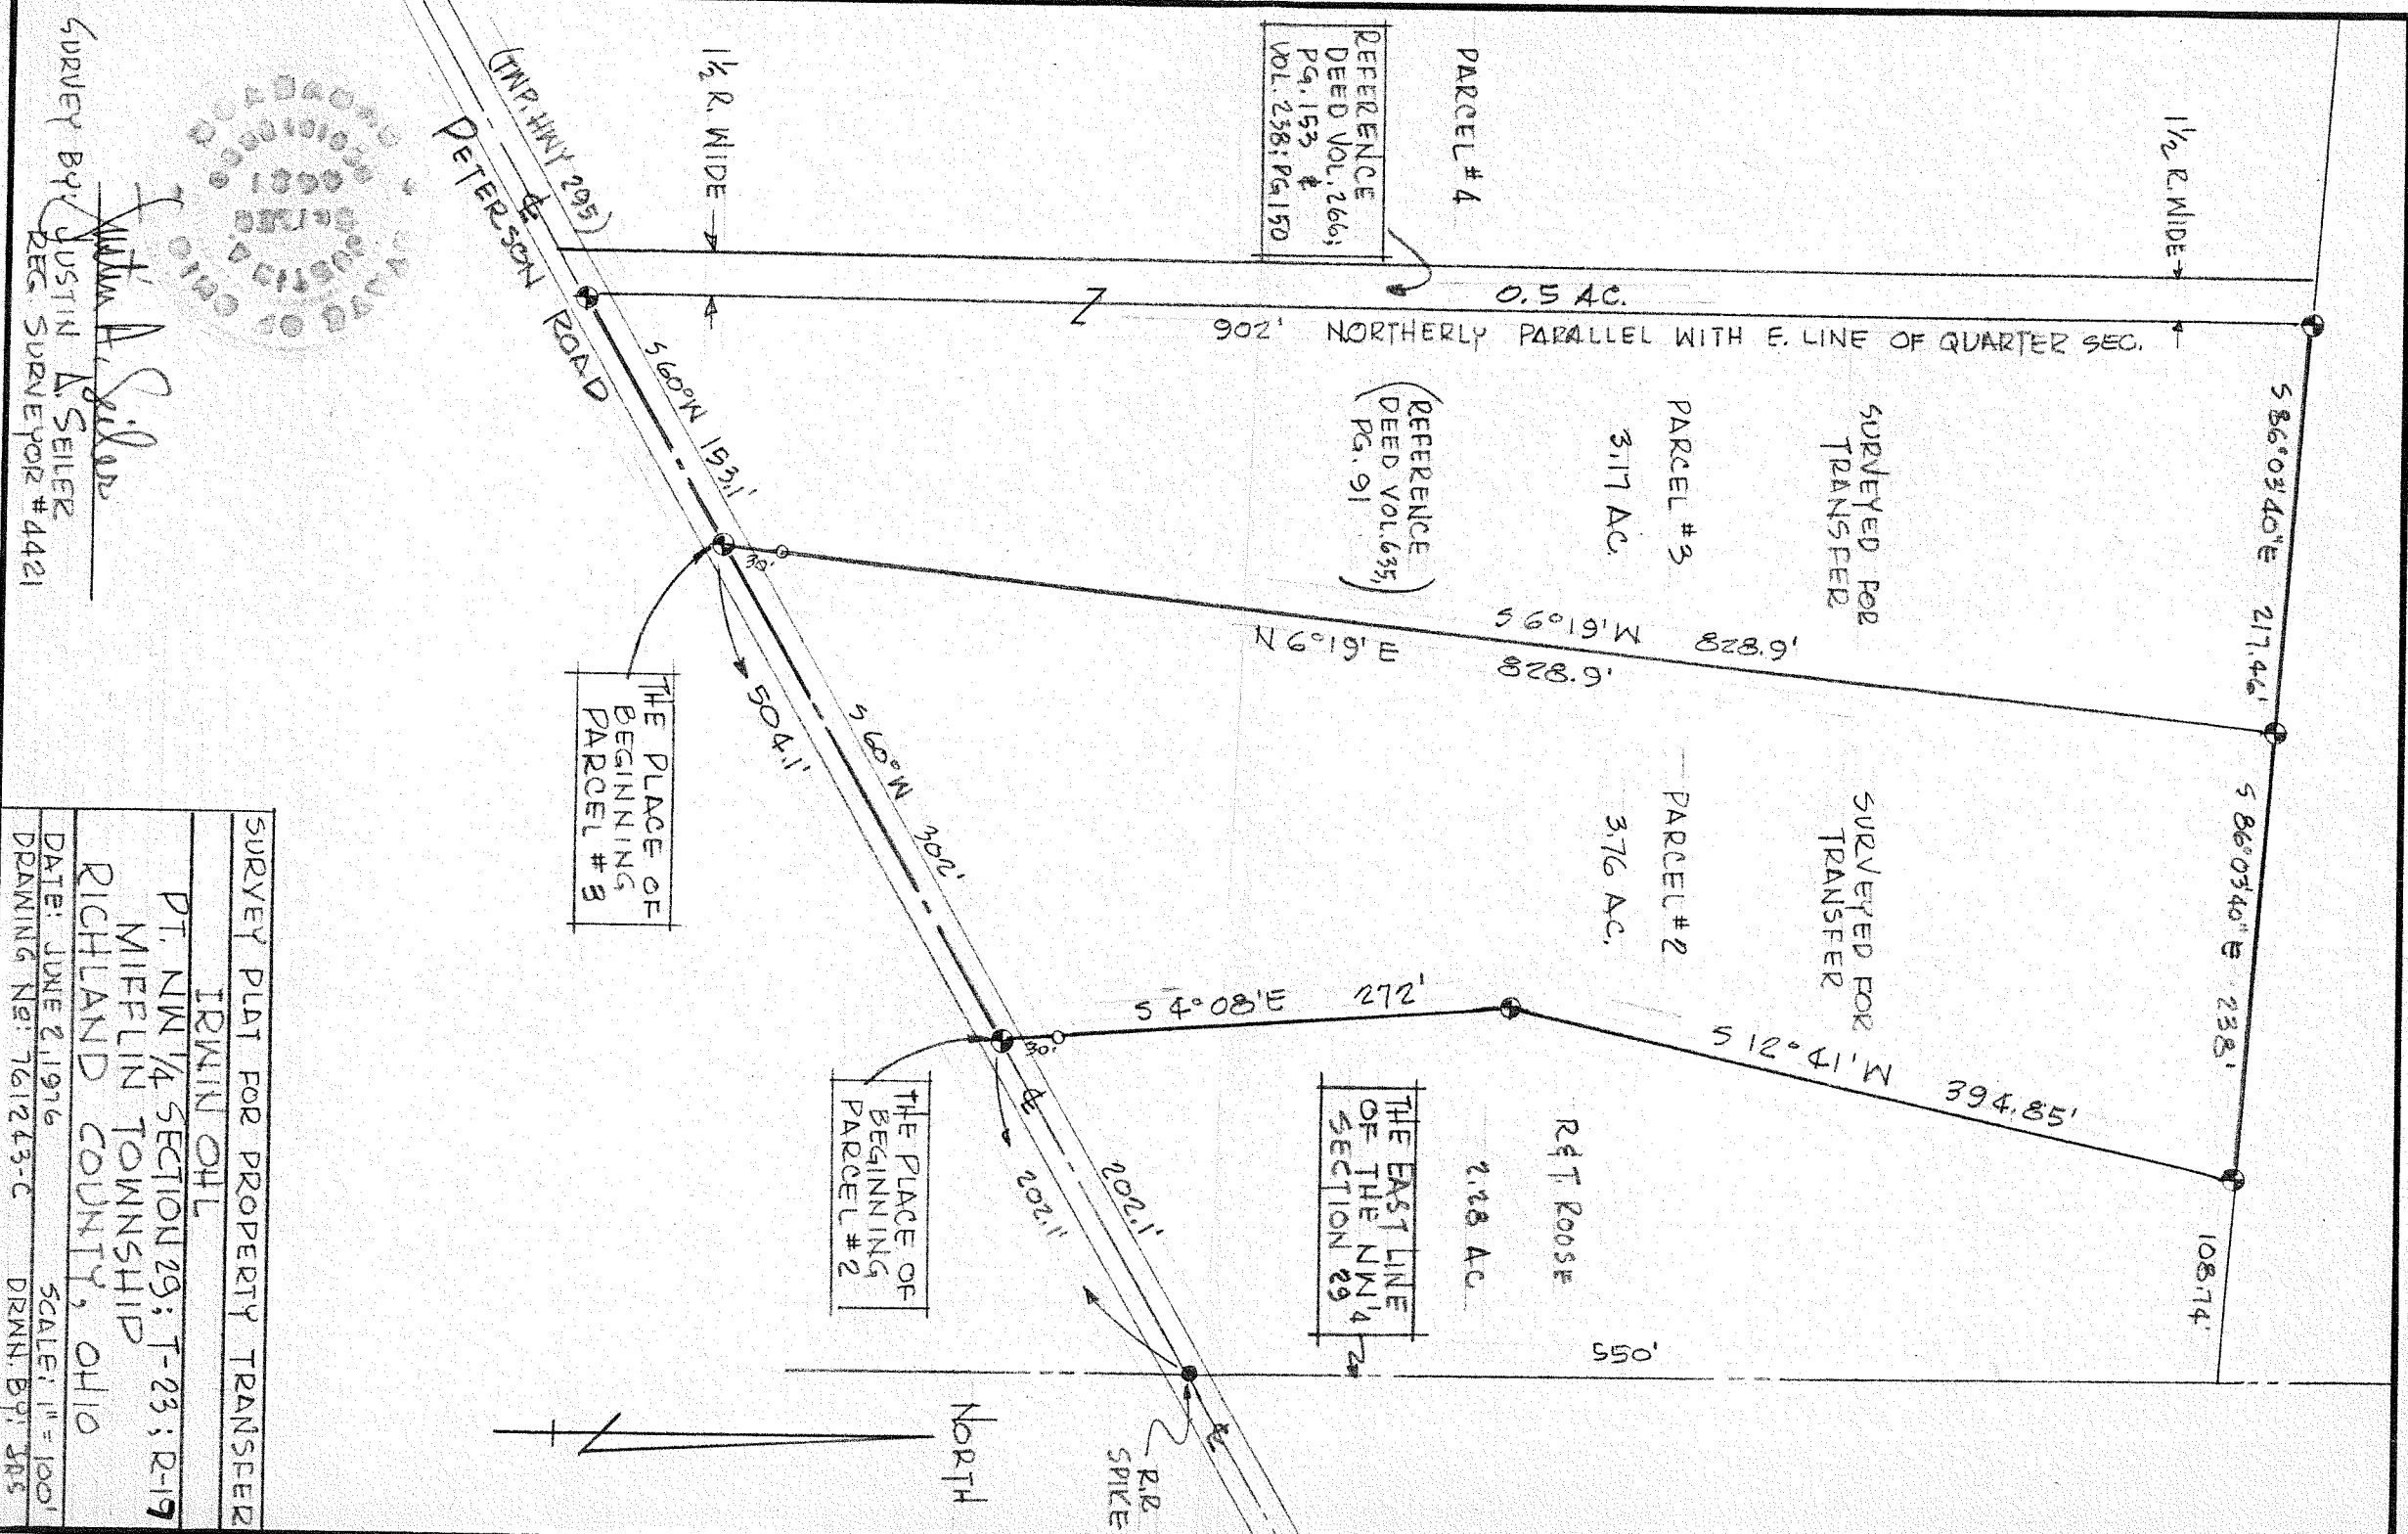 1½ R. WIDE
PARCEL #4
REFERENCE
DEED VOL. 266;
PG. 153 &
VOL. 238; PG 150
1½ R. WIDE
0.5 AC.
902' NORTHERLY PARALLEL WITH E. LINE OF QUARTER SEC.
S 86°03'40"E 217.46'
SURVEYED FOR
TRANSFER
PARCEL #3
3.17 AC.
(REFERENCE
DEED VOL. 635,
PG. 91)
S 6°19'W 828.9'
N 6°19'E
828.9'
S 86°03'40"E 238'
SURVEYED FOR
TRANSFER
PARCEL #2
3.76 AC.
S 12°41'W 394.85'
S 4°08'E 272'
30'
30'
108.74'
R&T ROOSE
2.28 AC.
THE EAST LINE
OF THE NW¼
SECTION 29
550'
(TWP. HWY 295)
PETERSON ROAD
℄
S 60°W 153.1'
S 60°W 302'
504.1'
℄
202.1'
202.1'
℄
R.R.
SPIKE
THE PLACE OF
BEGINNING
PARCEL #3
THE PLACE OF
BEGINNING
PARCEL #2
NORTH
SURVEY BY: JUSTIN A. SEILER
REG. SURVEYOR #4421
Justin A. Seiler
SURVEY PLAT FOR PROPERTY TRANSFER
IRWIN OHL
PT. NW 1/4 SECTION 29; T-23; R-19
MIFFLIN TOWNSHIP
RICHLAND COUNTY, OHIO
DATE: JUNE 2, 1976 SCALE: 1" = 100'
DRAWING Nº: 761243-C DRWN. BY: JAS